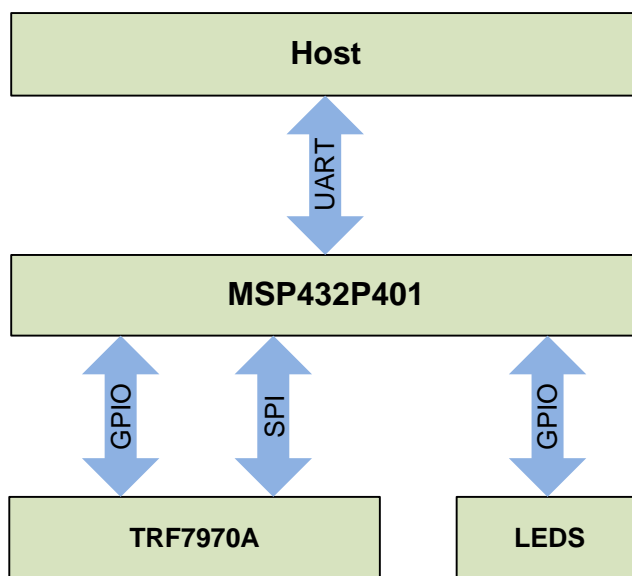 Host
UART
MSP432P401
GPIO
SPI
GPIO
TRF7970A
LEDS